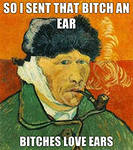 SO I SENT THAT BITCH AN
EAR
BITCHES LOVE EARS